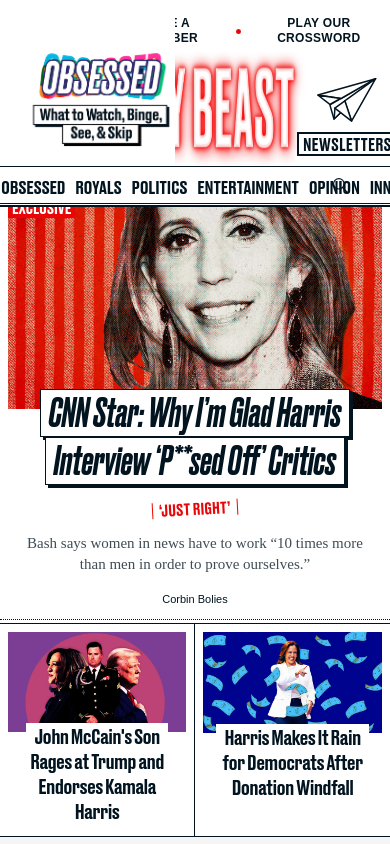 E A
BER
PLAY OUR
CROSSWORD
OBSESSED
What to Watch, Binge,
See, & Skip
Y BEAST
NEWSLETTERS
OBSESSED ROYALS POLITICS ENTERTAINMENT OPINION INN
EXCLUSIVE
CNN Star: Why I'm Glad Harris
Interview ‘P**sed Off’ Critics
‘JUST RIGHT’
Bash says women in news have to work “10 times more
than men in order to prove ourselves.”
Corbin Bolies
John McCain's Son
Rages at Trump and
Endorses Kamala
Harris
Harris Makes It Rain
for Democrats After
Donation Windfall